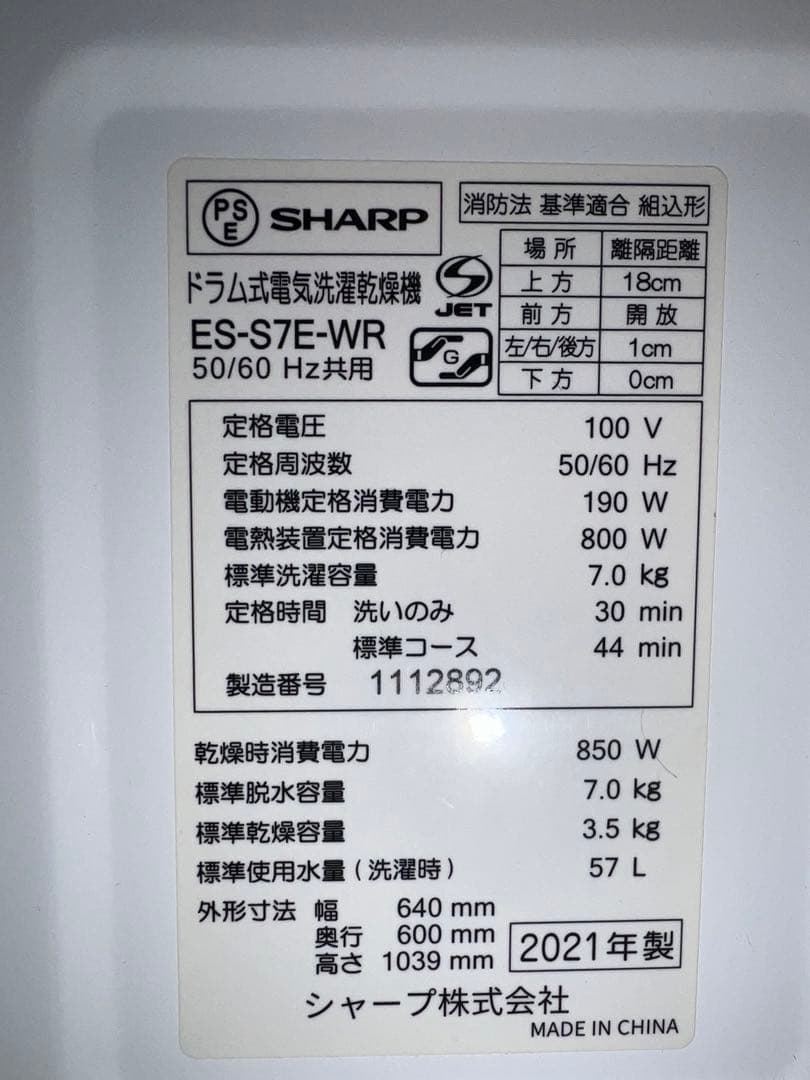 PSE SHARP
消防法 基準適合 組込形
場所 離隔距離
上方 18cm
前方 開放
左/右/後方 1cm
下方 0cm
ドラム式電気洗濯乾燥機
JET
ES-S7E-WR
G
50/60 Hz共用
定格電圧 100 V
定格周波数 50/60 Hz
電動機定格消費電力 190 W
電熱装置定格消費電力 800 W
標準洗濯容量 7.0 kg
定格時間 洗いのみ 30 min
標準コース 44 min
製造番号 1112892
乾燥時消費電力 850 W
標準脱水容量 7.0 kg
標準乾燥容量 3.5 kg
標準使用水量(洗濯時) 57 L
外形寸法 幅 640 mm
奥行 600 mm
高さ 1039 mm
2021年製
シャープ株式会社
MADE IN CHINA